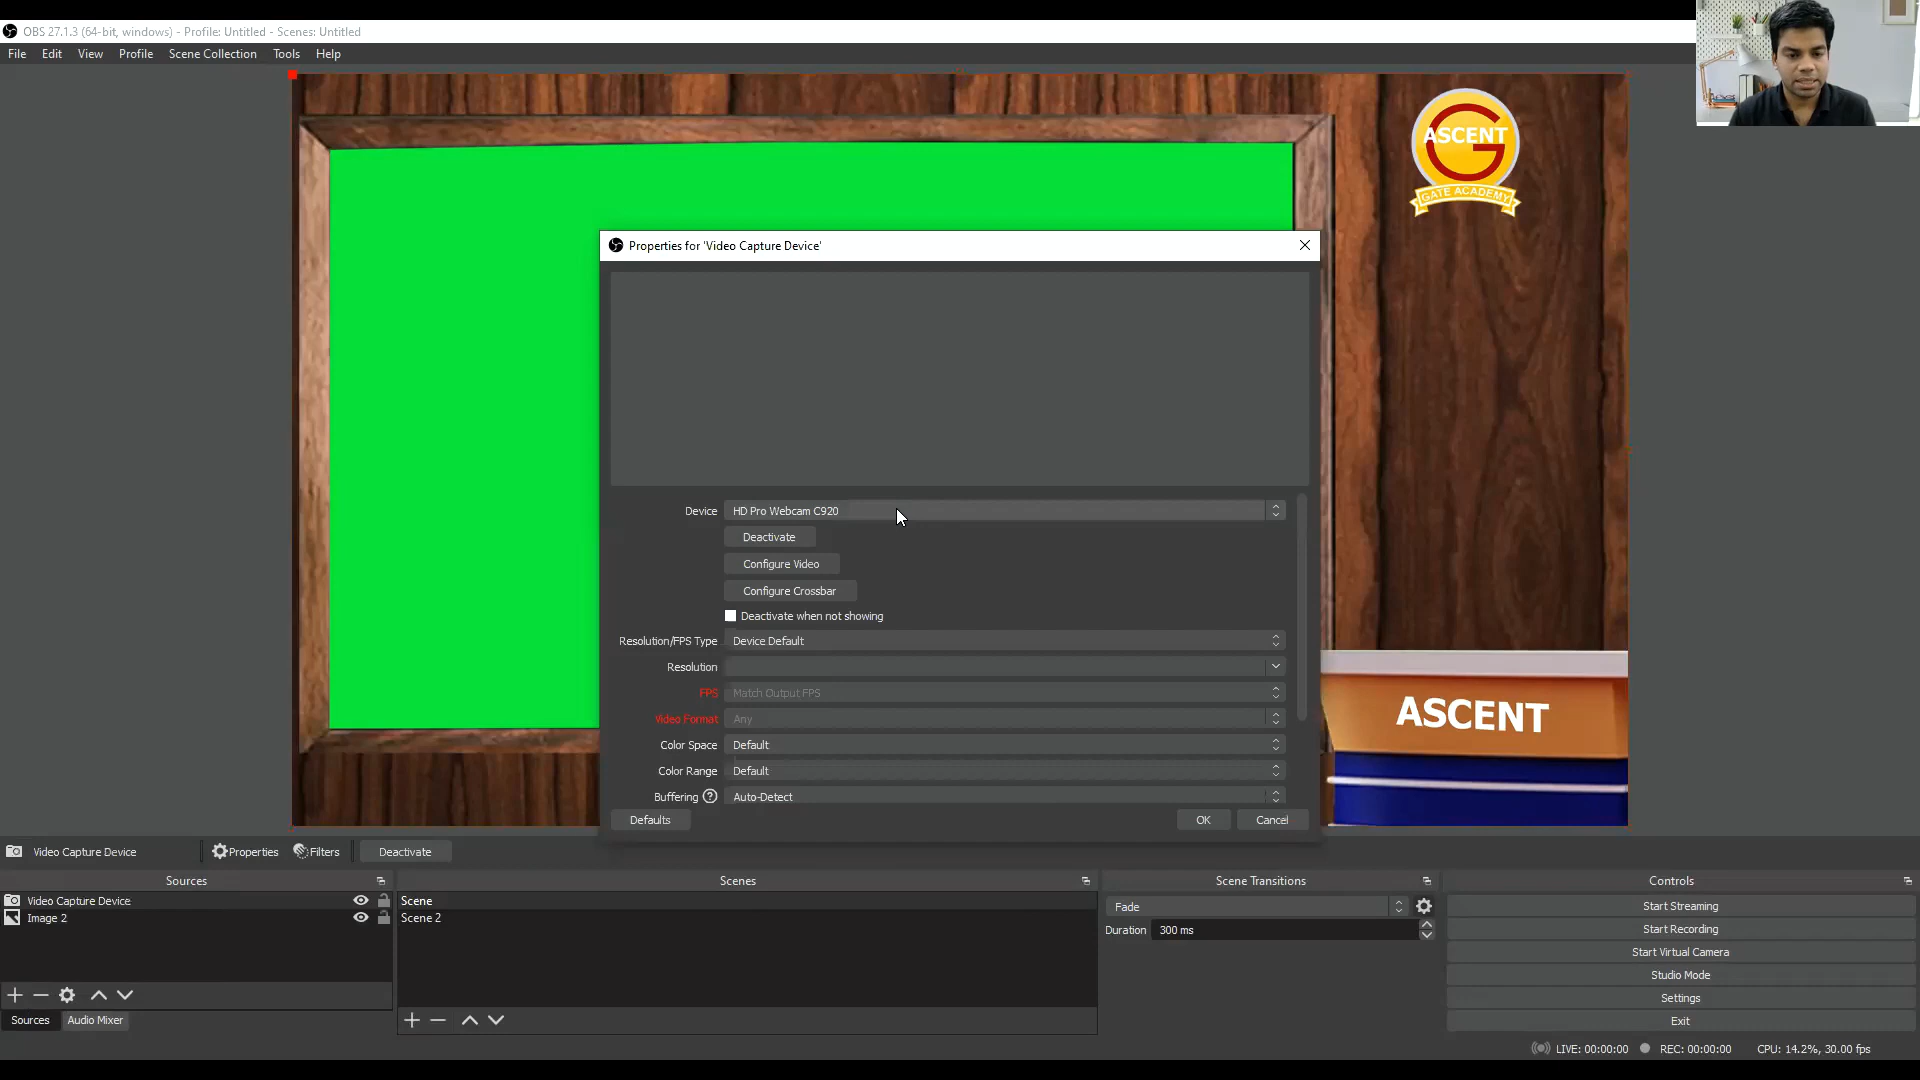 OBS 27.1.3 (64-bit, windows) - Profile: Untitled - Scenes: Untitled
File Edit View Profile Scene Collection Tools Help
ASCENT
G
GATE ACADEMY
Properties for 'Video Capture Device'
Device HD Pro Webcam C920
Deactivate
Configure Video
Configure Crossbar
Deactivate when not showing
Resolution/FPS Type Device Default
Resolution
FPS Match Output FPS
Video Format Any
Color Space Default
Color Range Default
Buffering ? Auto-Detect
Defaults OK Cancel
ASCENT
Video Capture Device Properties Filters Deactivate
Sources Scenes Scene Transitions Controls
Video Capture Device
Image 2
Scene
Scene 2
Fade
Duration 300 ms
Start Streaming
Start Recording
Start Virtual Camera
Studio Mode
Settings
Exit
Sources Audio Mixer
LIVE: 00:00:00 REC: 00:00:00 CPU: 14.2%, 30.00 fps